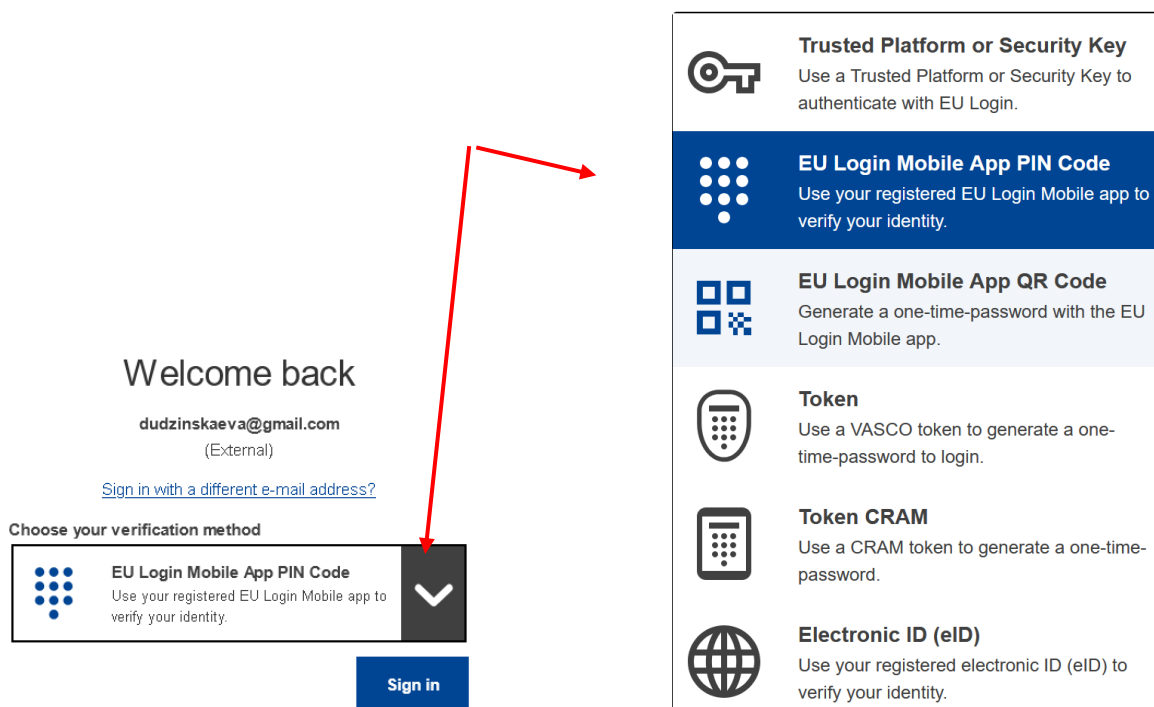 Welcome back
dudzinskaeva@gmail.com
(External)
Sign in with a different e-mail address?
Choose your verification method
EU Login Mobile App PIN Code
Use your registered EU Login Mobile app to
verify your identity.
Sign in
Trusted Platform or Security Key
Use a Trusted Platform or Security Key to
authenticate with EU Login.
EU Login Mobile App PIN Code
Use your registered EU Login Mobile app to
verify your identity.
EU Login Mobile App QR Code
Generate a one-time-password with the EU
Login Mobile app.
Token
Use a VASCO token to generate a one-
time-password to login.
Token CRAM
Use a CRAM token to generate a one-time-
password.
Electronic ID (eID)
Use your registered electronic ID (eID) to
verify your identity.